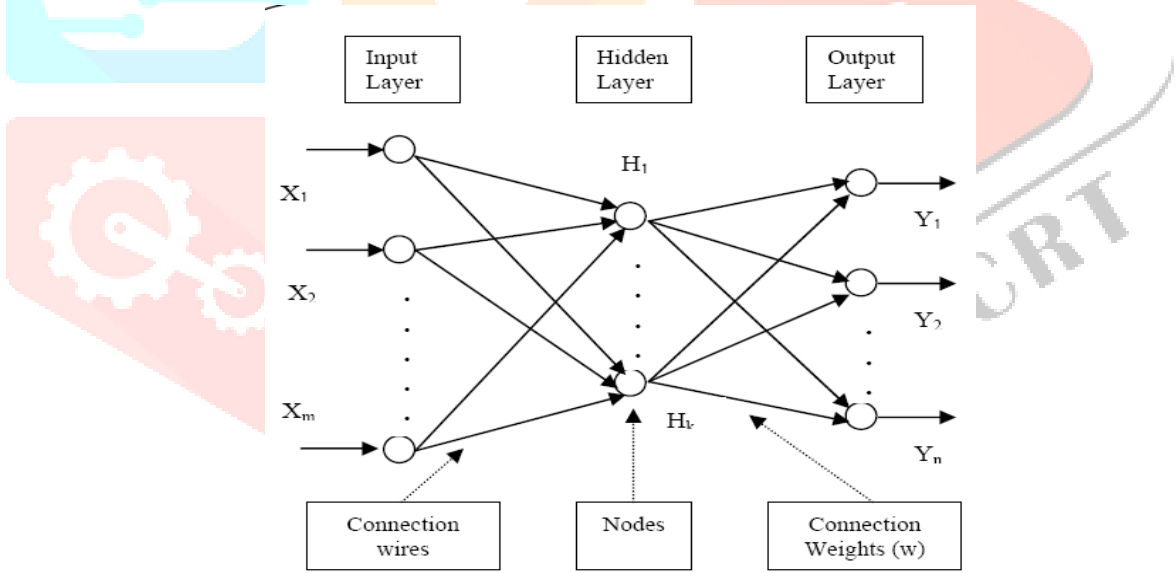 Input
Layer
Hidden
Layer
Output
Layer
H₁
X₁
Y₁
X₂
Y₂
Xₘ
Hₖ
Yₙ
Connection
wires
Nodes
Connection
Weights (w)
CRT